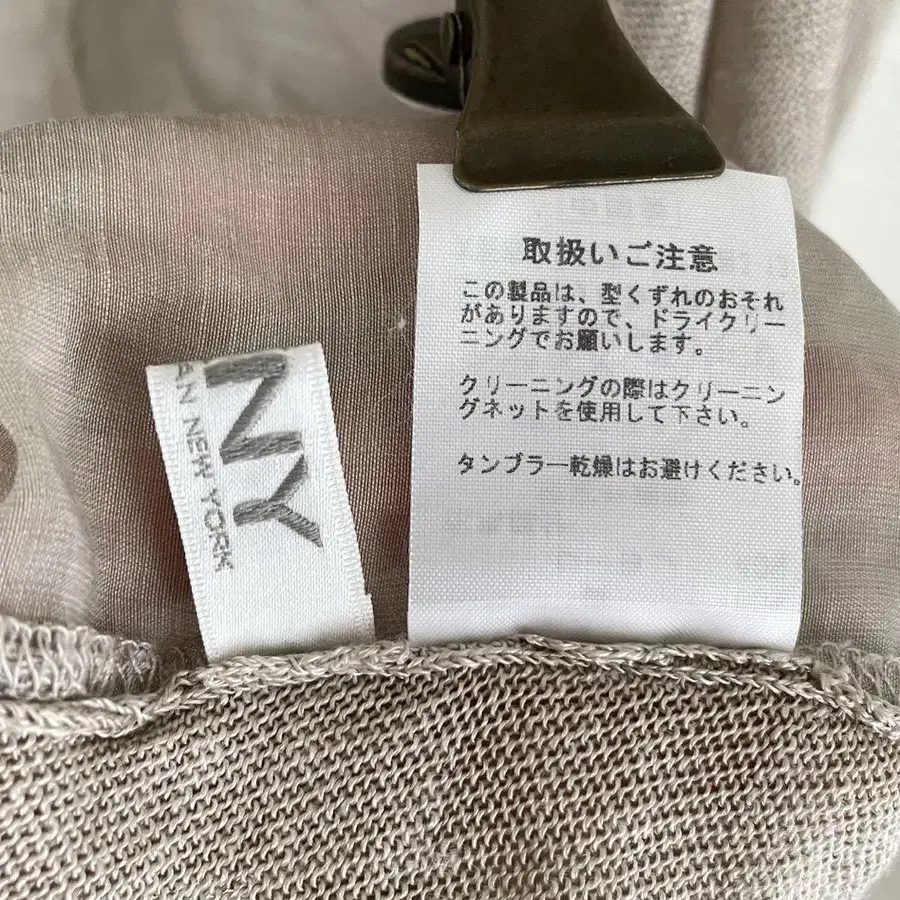 NY
AN NEW YORK
取扱いご注意
この製品は、型くずれのおそれ
がありますので、ドライクリー
ニングでお願いします。
クリーニングの際はクリーニン
グネットを使用して下さい。
タンブラー乾燥はお避けください。